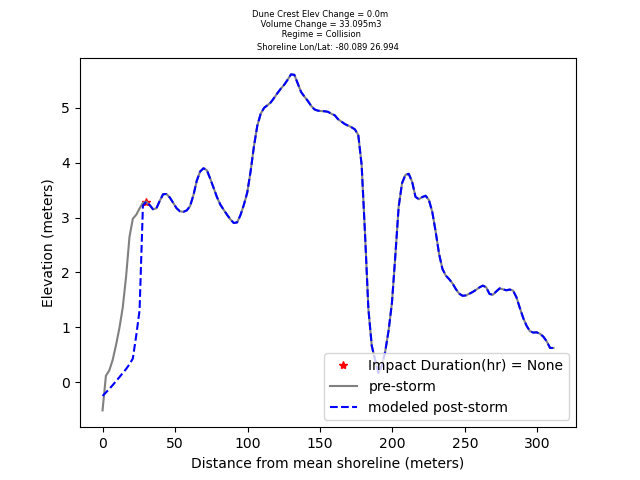 Dune Crest Elev Change = 0.0m
Volume Change = 33.095m3
Regime = Collision
Shoreline Lon/Lat: -80.089 26.994
5
4
3
2
1
0
Elevation (meters)
Impact Duration(hr) = None
pre-storm
modeled post-storm
0 50 100 150 200 250 300
Distance from mean shoreline (meters)